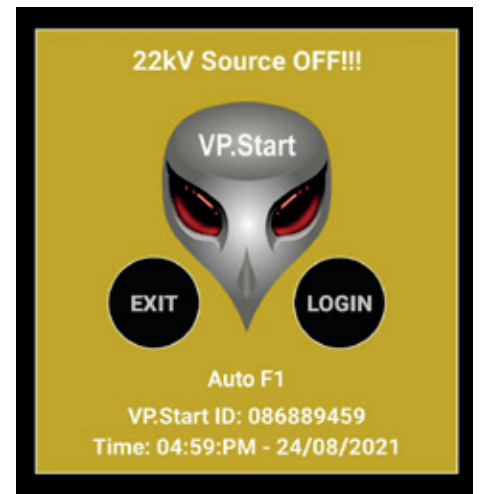 22kV Source OFF!!!
VP.Start
EXIT
LOGIN
Auto F1
VP.Start ID: 086889459
Time: 04:59:PM - 24/08/2021